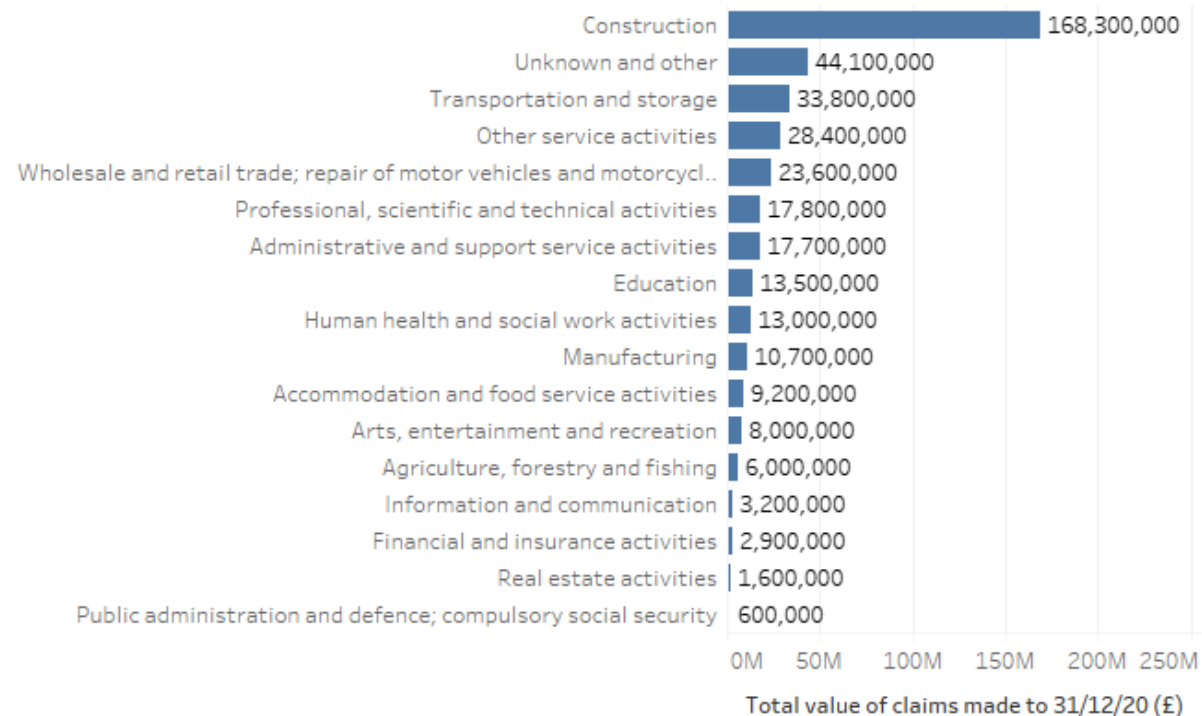 Construction 168,300,000
Unknown and other 44,100,000
Transportation and storage 33,800,000
Other service activities 28,400,000
Wholesale and retail trade; repair of motor vehicles and motorcycl.. 23,600,000
Professional, scientific and technical activities 17,800,000
Administrative and support service activities 17,700,000
Education 13,500,000
Human health and social work activities 13,000,000
Manufacturing 10,700,000
Accommodation and food service activities 9,200,000
Arts, entertainment and recreation 8,000,000
Agriculture, forestry and fishing 6,000,000
Information and communication 3,200,000
Financial and insurance activities 2,900,000
Real estate activities 1,600,000
Public administration and defence; compulsory social security 600,000
0M 50M 100M 150M 200M 250M
Total value of claims made to 31/12/20 (£)